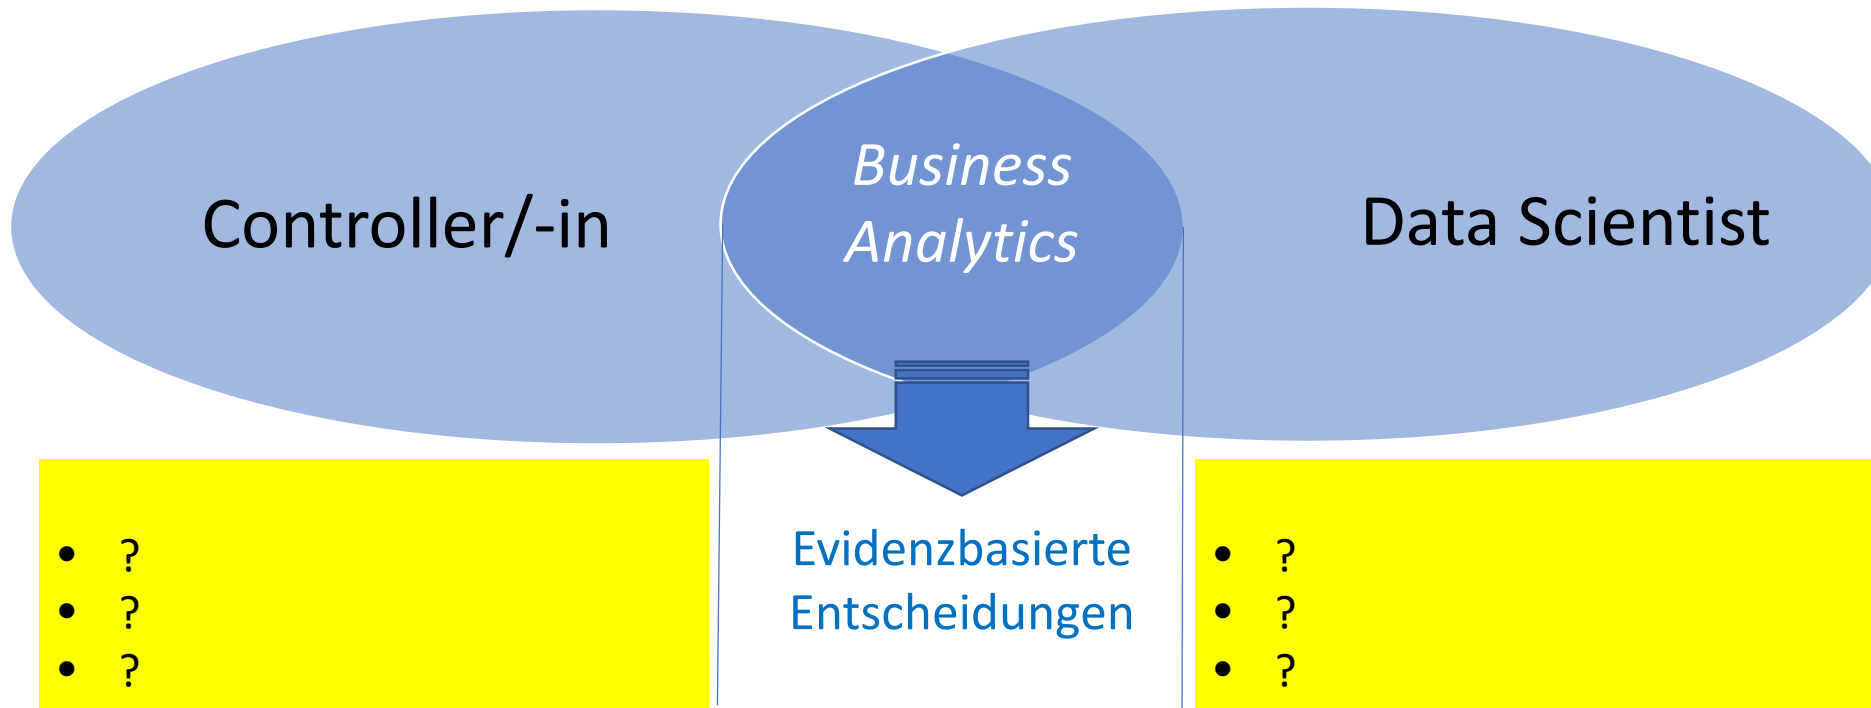 Controller/-in
Business
Analytics
Data Scientist
• ?
• ?
• ?
Evidenzbasierte
Entscheidungen
• ?
• ?
• ?